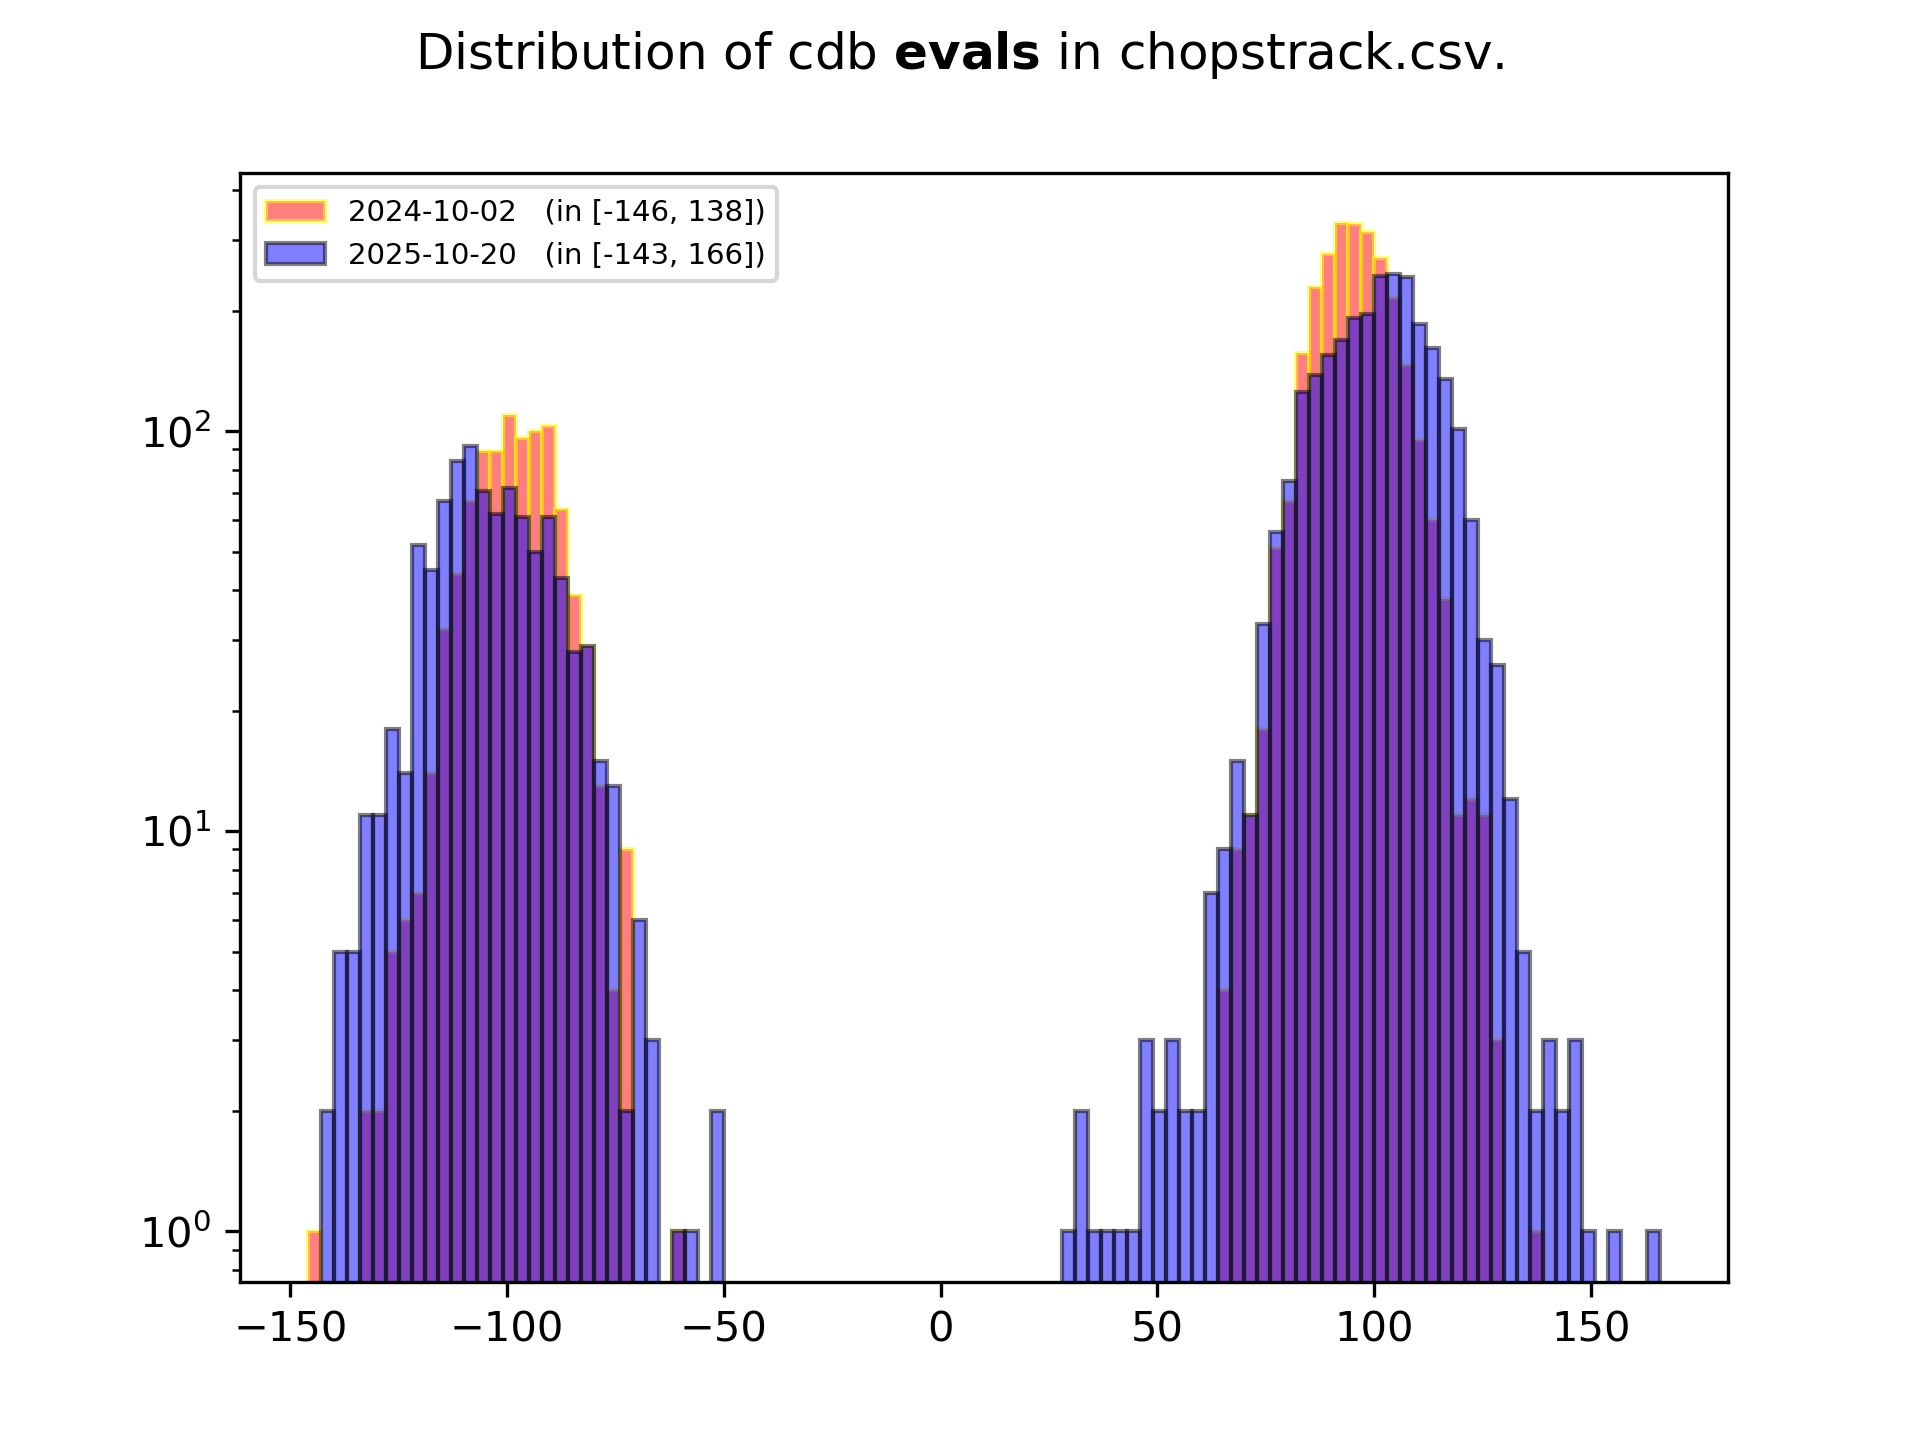 Distribution of cdb evals in chopstrack.csv.
2024-10-02 (in [-146, 138])
2025-10-20 (in [-143, 166])
10²
10¹
10⁰
−150 −100 −50 0 50 100 150